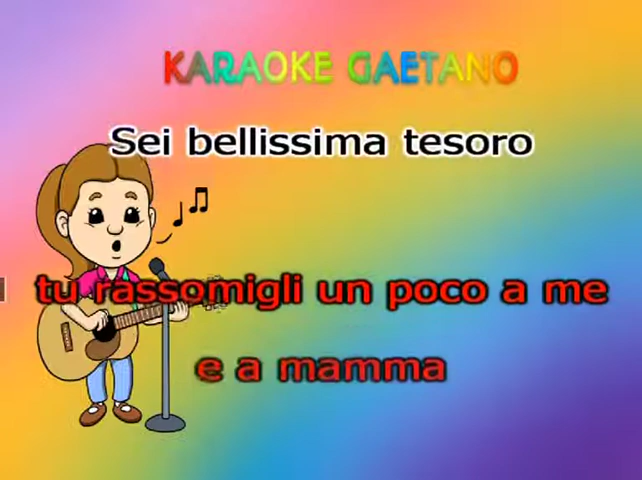 KARAOKE GAETANO
Sei bellissima tesoro
tu rassomigli un poco a me
e a mamma